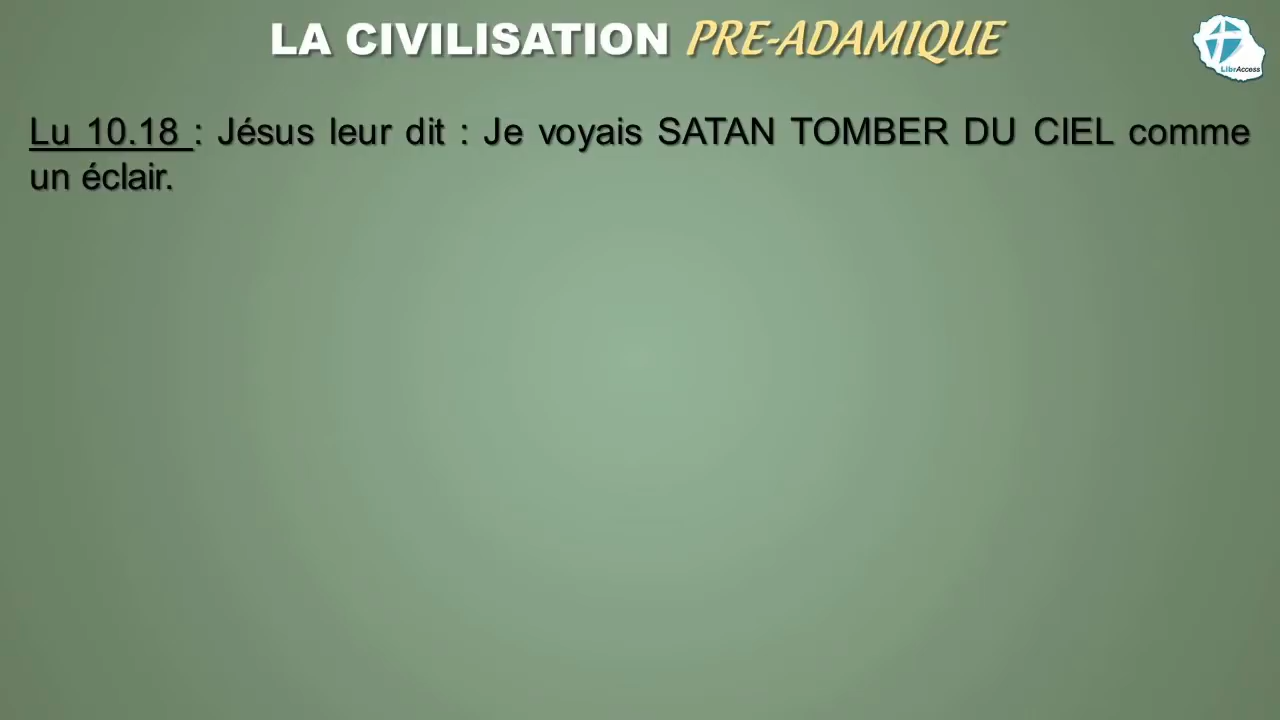 LA CIVILISATION PRE-ADAMIQUE
LibrAccess
Lu 10.18 : Jésus leur dit : Je voyais SATAN TOMBER DU CIEL comme
un éclair.